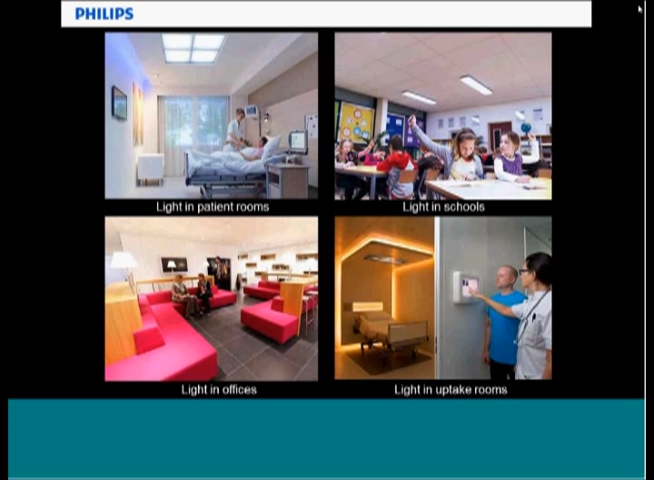 PHILIPS
Light in patient rooms
Light in schools
Light in offices
Light in uptake rooms